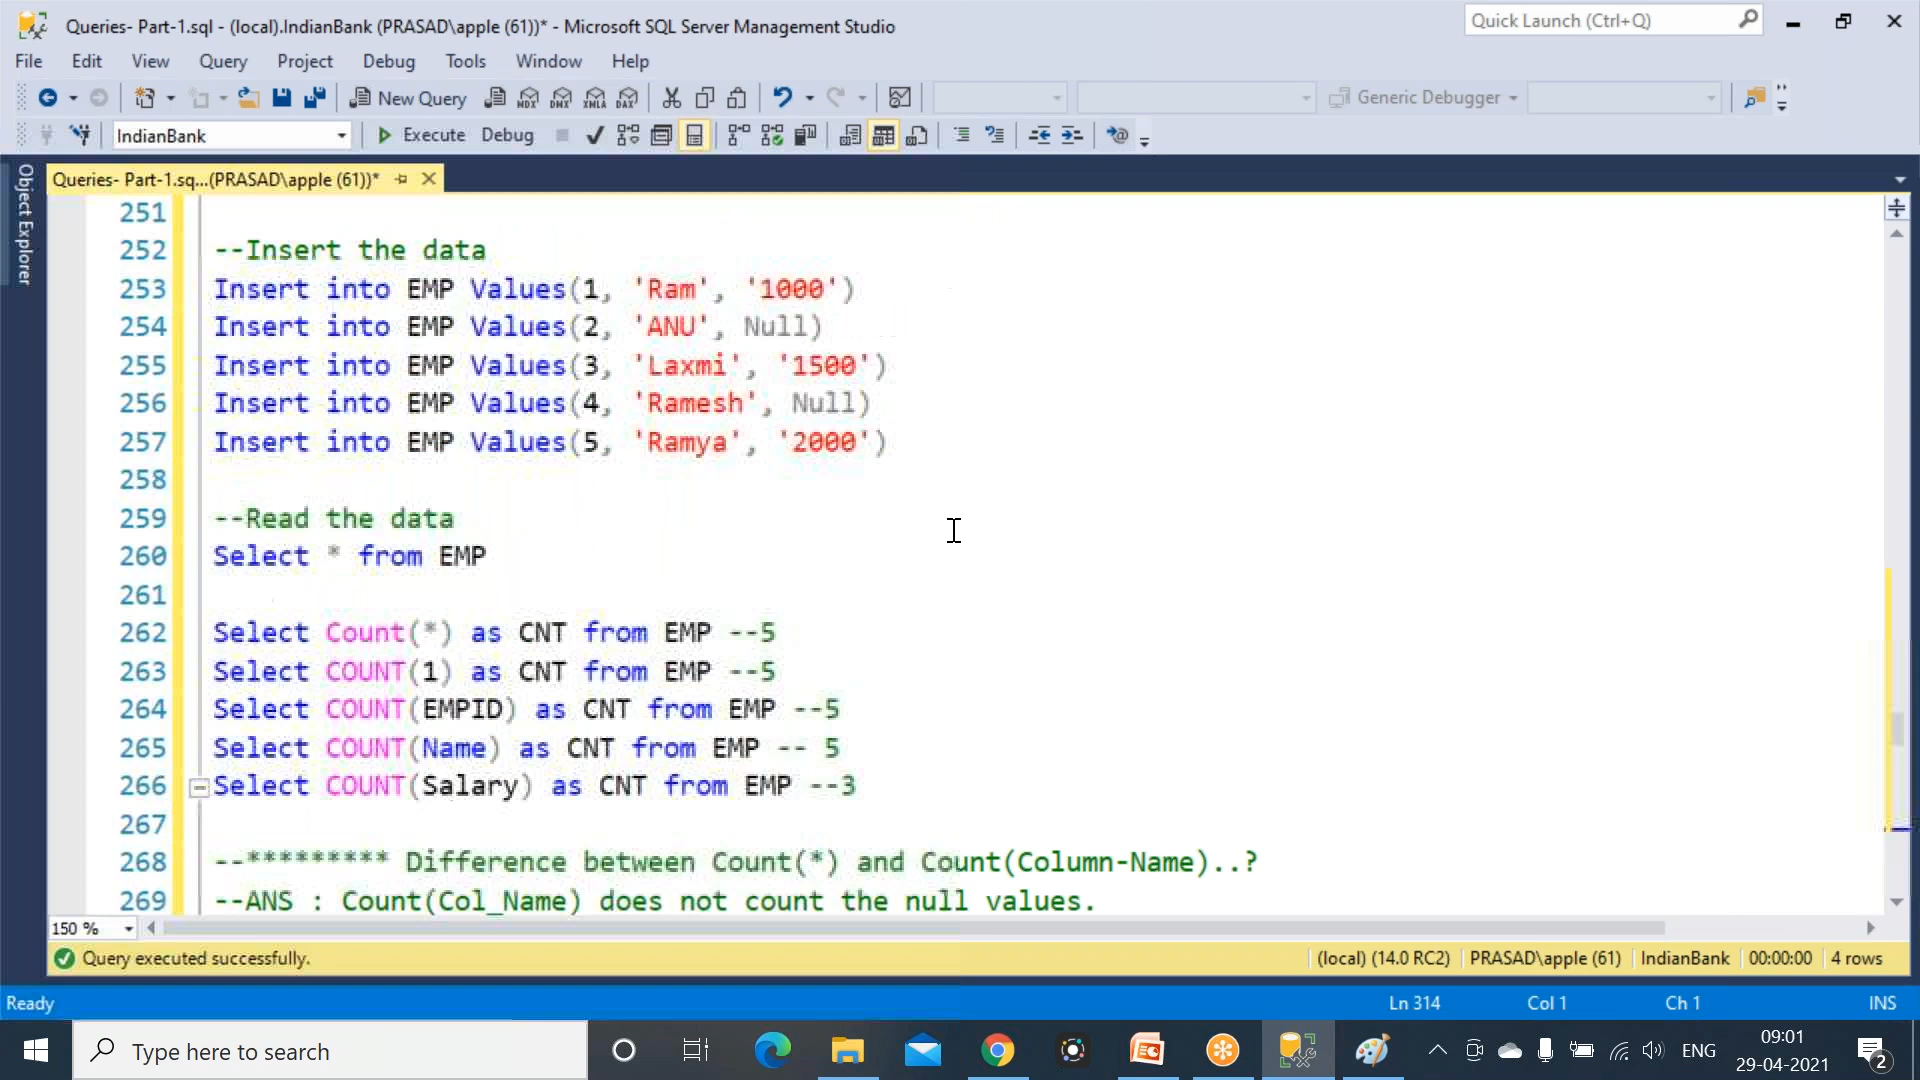 Queries- Part-1.sql - (local).IndianBank (PRASAD\apple (61))* - Microsoft SQL Server Management Studio
Quick Launch (Ctrl+Q)
File Edit View Query Project Debug Tools Window Help
New Query MDX DMX XMLA DAX Generic Debugger
IndianBank Execute Debug
Object Explorer
Queries- Part-1.sq...(PRASAD\apple (61))*
251
252 --Insert the data
253 Insert into EMP Values(1, 'Ram', '1000')
254 Insert into EMP Values(2, 'ANU', Null)
255 Insert into EMP Values(3, 'Laxmi', '1500')
256 Insert into EMP Values(4, 'Ramesh', Null)
257 Insert into EMP Values(5, 'Ramya', '2000')
258
259 --Read the data
260 Select * from EMP
261
262 Select Count(*) as CNT from EMP --5
263 Select COUNT(1) as CNT from EMP --5
264 Select COUNT(EMPID) as CNT from EMP --5
265 Select COUNT(Name) as CNT from EMP -- 5
266 Select COUNT(Salary) as CNT from EMP --3
267
268 --********* Difference between Count(*) and Count(Column-Name)..?
269 --ANS : Count(Col_Name) does not count the null values.
150 %
Query executed successfully. (local) (14.0 RC2) PRASAD\apple (61) IndianBank 00:00:00 4 rows
Ready Ln 314 Col 1 Ch 1 INS
Type here to search ENG 09:01
29-04-2021 2